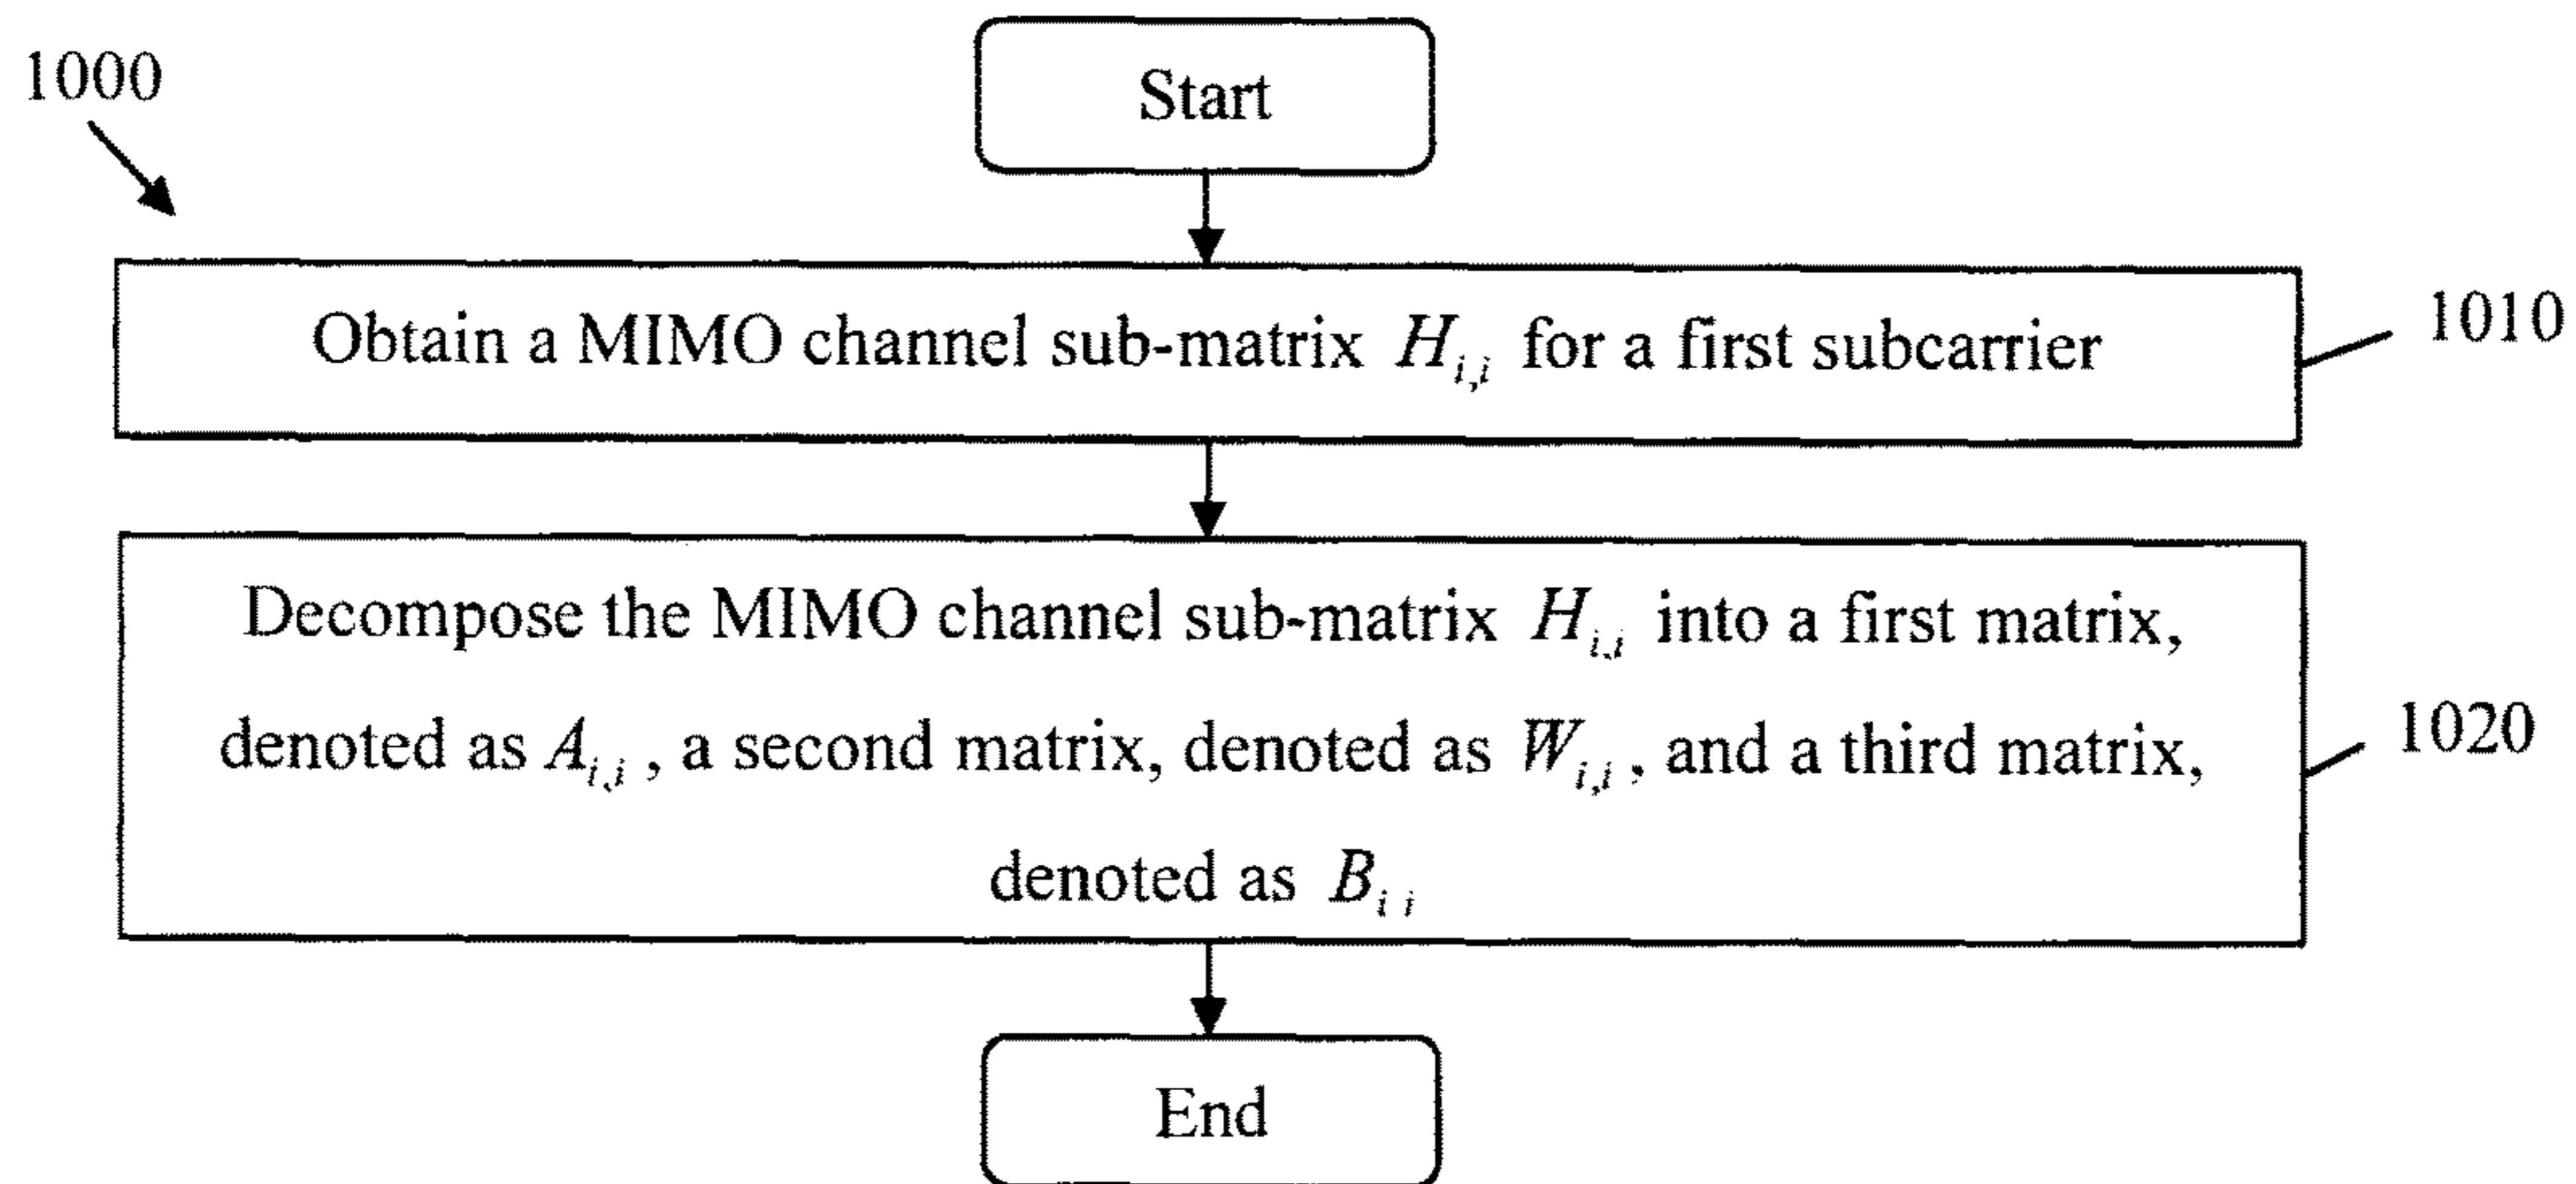 1000
Start
Obtain a MIMO channel sub-matrix H_{i,i} for a first subcarrier
1010
Decompose the MIMO channel sub-matrix H_{i,i} into a first matrix,
denoted as A_{i,i}, a second matrix, denoted as W_{i,i}, and a third matrix,
1020
denoted as B_{i i}
End